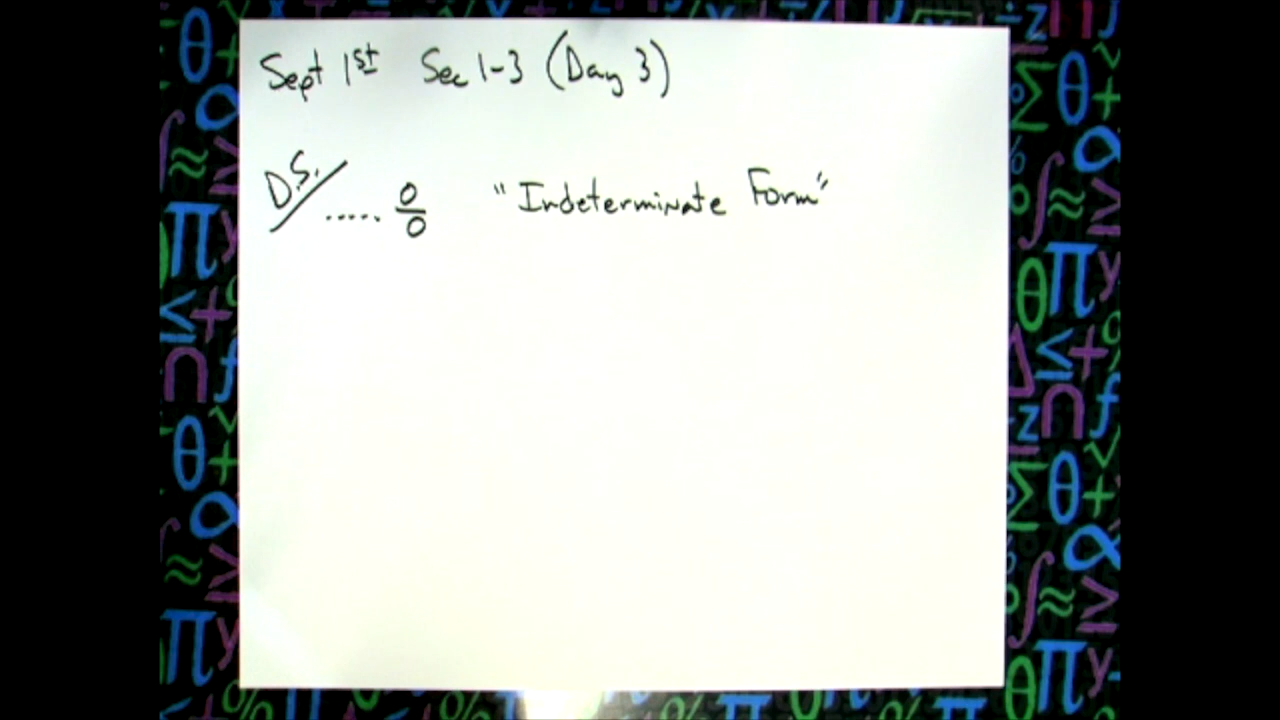 Sept 1st Sec 1-3 (Day 3)
D.S./ ..... 0/0 "Indeterminate Form"